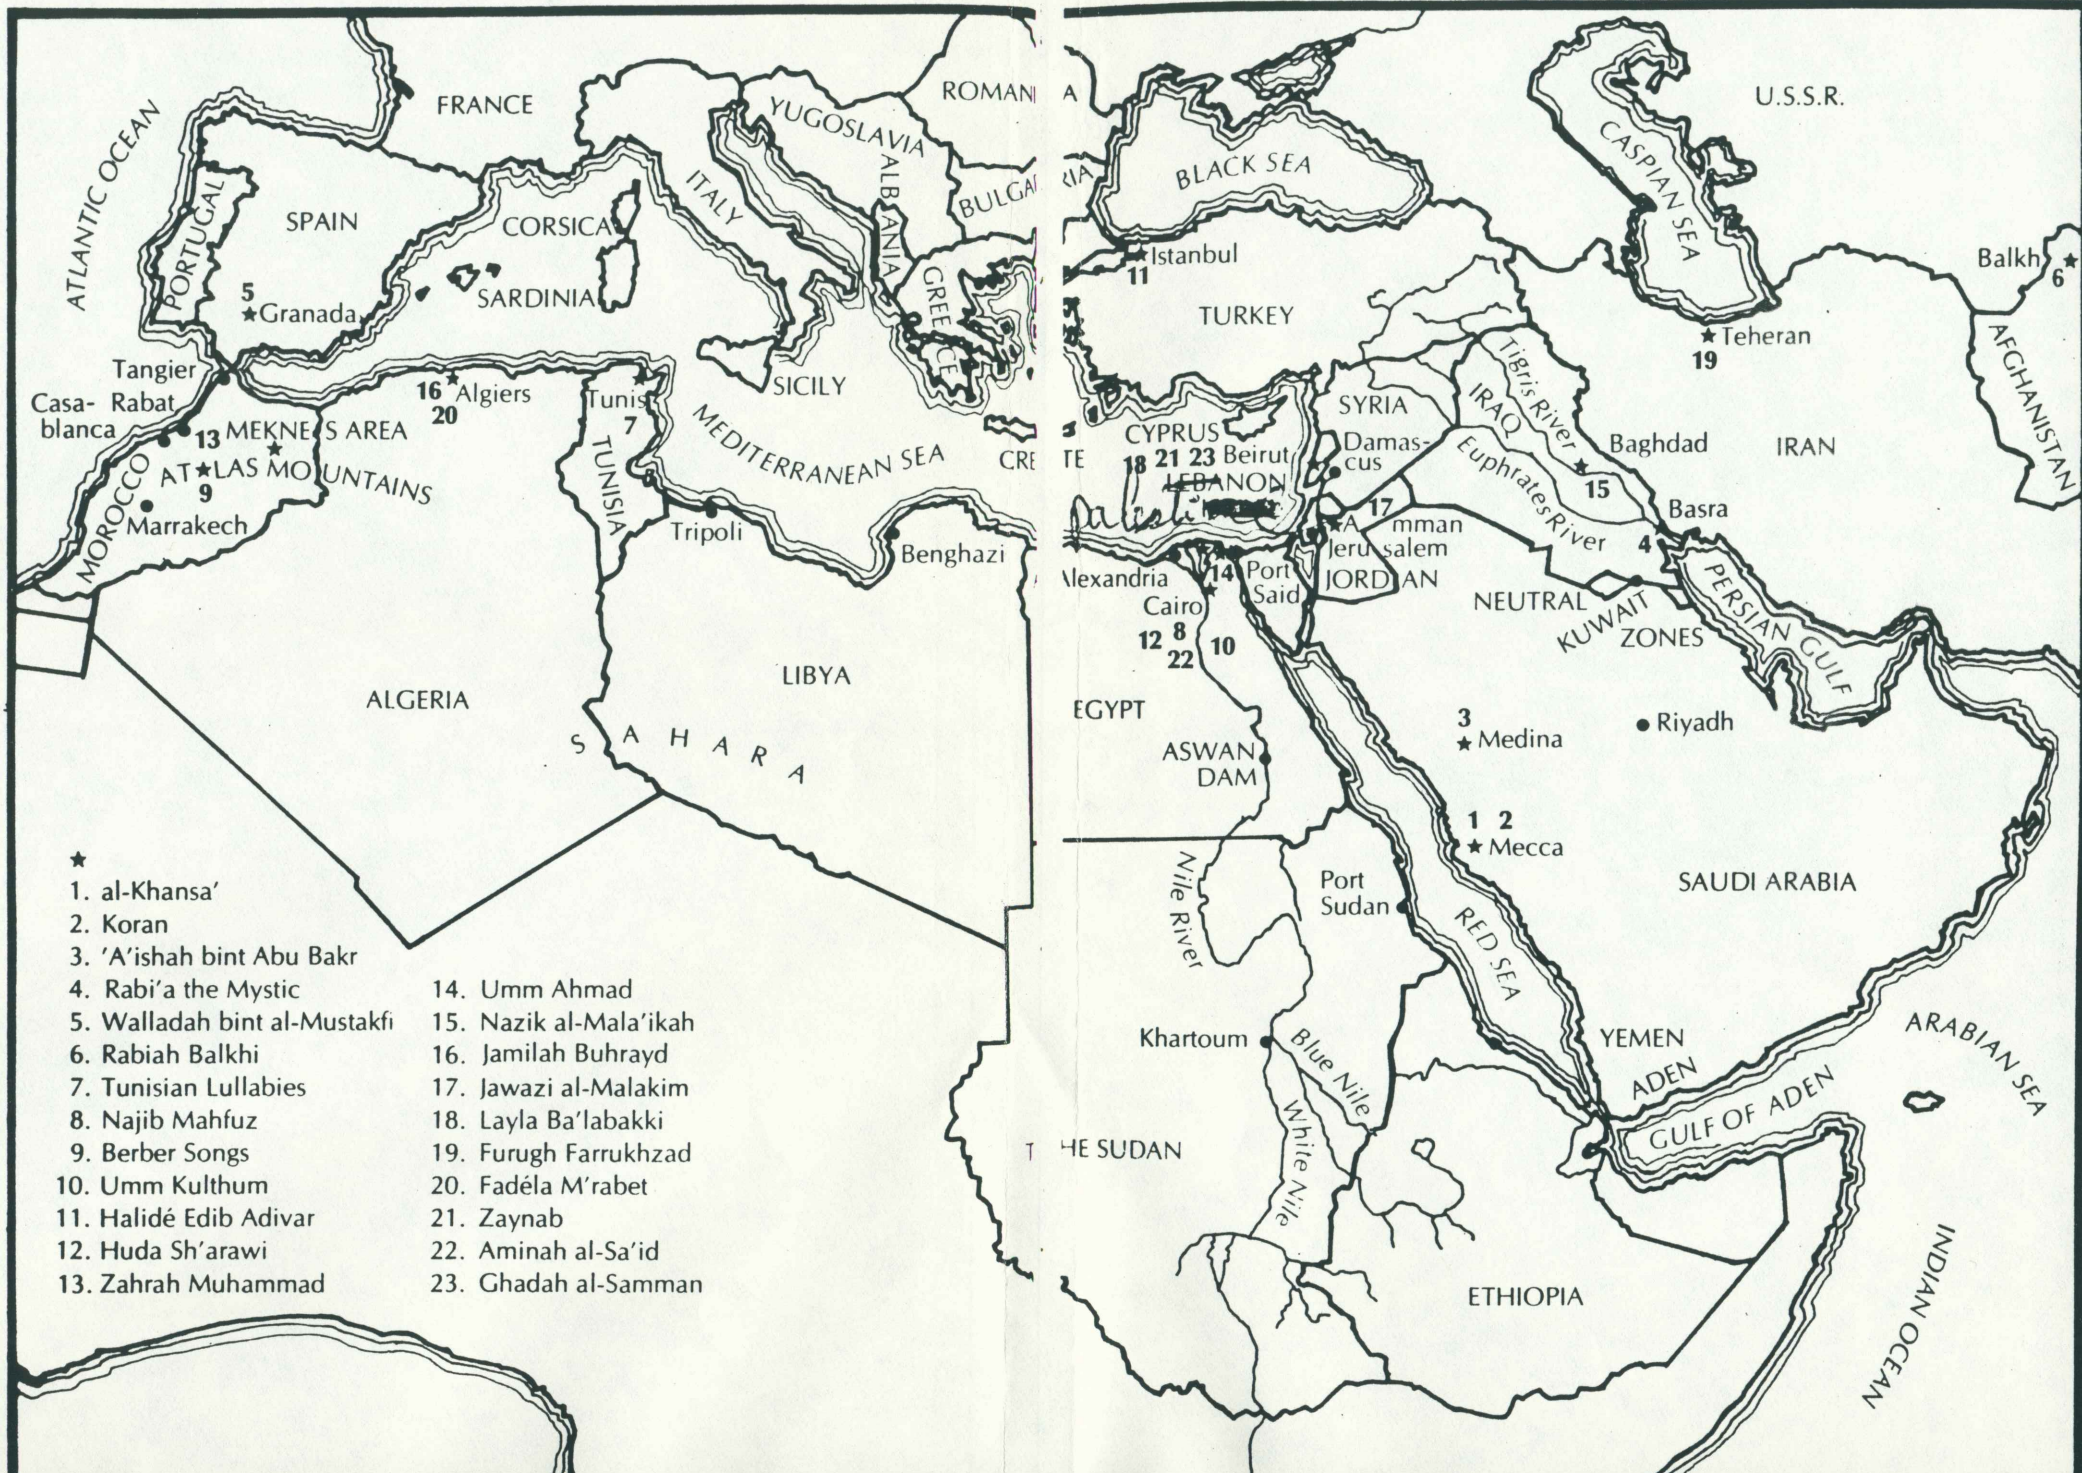 ATLANTIC OCEAN
FRANCE
YUGOSLAVIA
ROMAN A
U.S.S.R.
PORTUGAL
SPAIN
CORSICA
ITALY
ALBANIA
BULGA RIA
BLACK SEA
CASPIAN SEA
5
Granada
SARDINIA
GREECE
Istanbul
11
TURKEY
Balkh
6
Teheran
19
AFGHANISTAN
Tangier
Casa-
blanca
Rabat
16 Algiers
20
Tunis
7
SICILY
13 MEKNES AREA
ATLAS MOUNTAINS
9
Marrakech
MOROCCO
TUNISIA
MEDITERRANEAN SEA
CRE TE
Tripoli
Benghazi
CYPRUS
18 21 23 Beirut
LEBANON
SYRIA
Damas-
cus
IRAQ
Tigris River
Euphrates River
Baghdad
15
IRAN
17
Amman
Jerusalem
JORDAN
Basra
4
Alexandria
14
Port
Said
Cairo
12 8
22
10
NEUTRAL
ZONES
KUWAIT
PERSIAN GULF
ALGERIA
LIBYA
SAHARA
EGYPT
ASWAN
DAM
3
Medina
Riyadh
1 2
Mecca
SAUDI ARABIA
Nile River
Port
Sudan
RED SEA
Khartoum
Blue Nile
White Nile
YEMEN
ADEN
GULF OF ADEN
ARABIAN SEA
T HE SUDAN
ETHIOPIA
INDIAN OCEAN
1. al-Khansa'
2. Koran
3. 'A'ishah bint Abu Bakr
4. Rabi'a the Mystic
5. Walladah bint al-Mustakfi
6. Rabiah Balkhi
7. Tunisian Lullabies
8. Najib Mahfuz
9. Berber Songs
10. Umm Kulthum
11. Halidé Edib Adivar
12. Huda Sh'arawi
13. Zahrah Muhammad
14. Umm Ahmad
15. Nazik al-Mala'ikah
16. Jamilah Buhrayd
17. Jawazi al-Malakim
18. Layla Ba'labakki
19. Furugh Farrukhzad
20. Fadéla M'rabet
21. Zaynab
22. Aminah al-Sa'id
23. Ghadah al-Samman